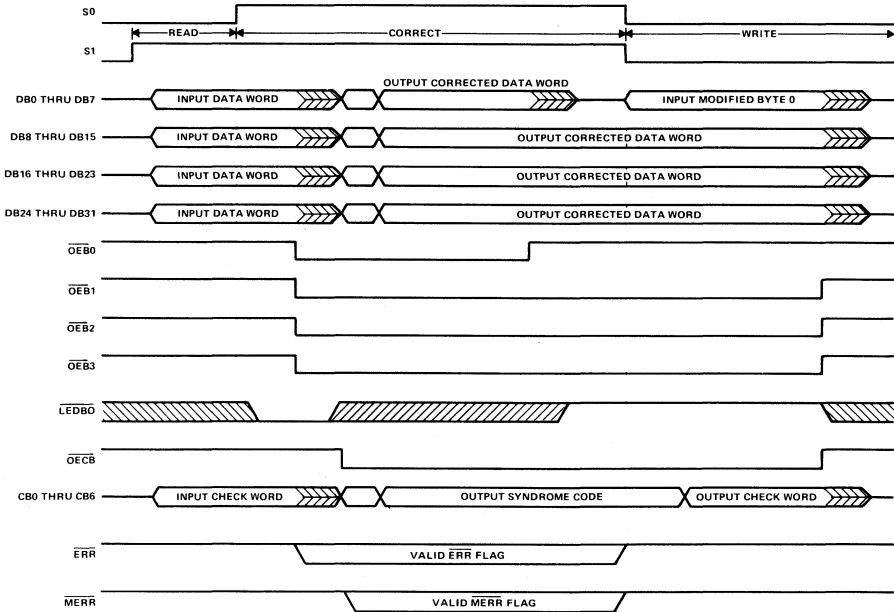 S0
READ CORRECT WRITE
S1
OUTPUT CORRECTED DATA WORD
DB0 THRU DB7 INPUT DATA WORD INPUT MODIFIED BYTE 0
DB8 THRU DB15 INPUT DATA WORD OUTPUT CORRECTED DATA WORD
DB16 THRU DB23 INPUT DATA WORD OUTPUT CORRECTED DATA WORD
DB24 THRU DB31 INPUT DATA WORD OUTPUT CORRECTED DATA WORD
OEB0
OEB1
OEB2
OEB3
LEDBO
OECB
CB0 THRU CB6 INPUT CHECK WORD OUTPUT SYNDROME CODE OUTPUT CHECK WORD
ERR VALID ERR FLAG
MERR VALID MERR FLAG